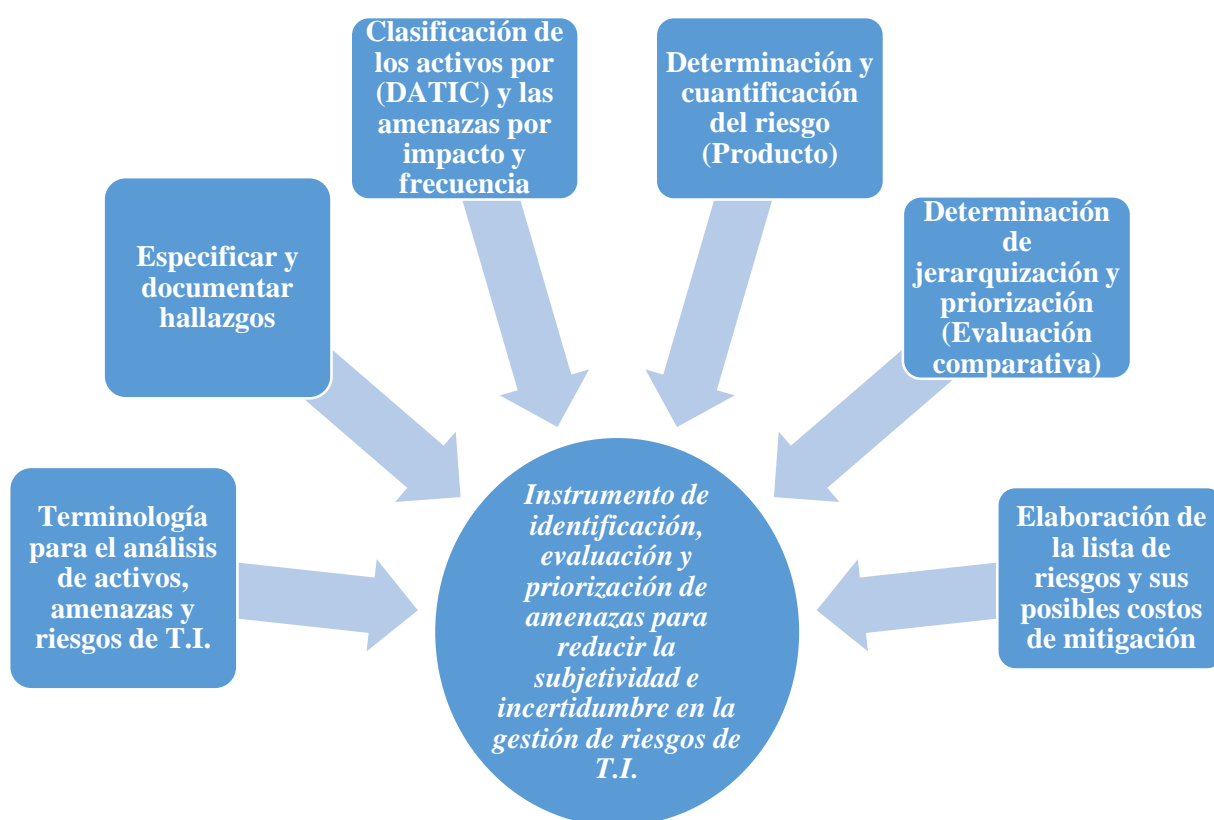 Clasificación de
los activos por
(DATIC) y las
amenazas por
impacto y
frecuencia
Determinación y
cuantificación
del riesgo
(Producto)
Especificar y
documentar
hallazgos
Determinación
de
jerarquización y
priorización
(Evaluación
comparativa)
Terminología
para el análisis
de activos,
amenazas y
riesgos de T.I.
Instrumento de
identificación,
evaluación y
priorización de
amenazas para
reducir la
subjetividad e
incertidumbre en la
gestión de riesgos de
T.I.
Elaboración de
la lista de
riesgos y sus
posibles costos
de mitigación